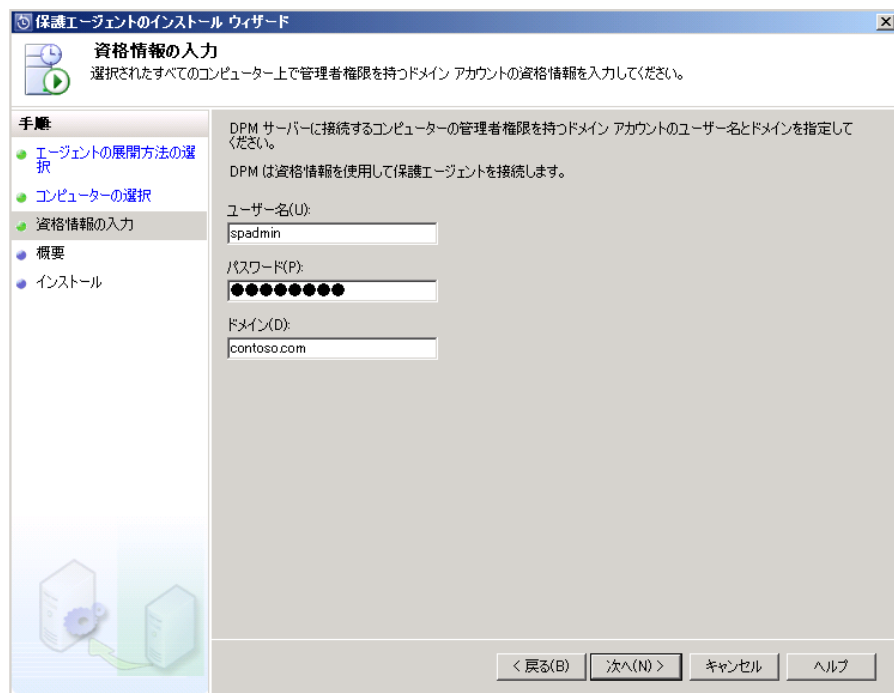 保護エージェントのインストール ウィザード
資格情報の入力
選択されたすべてのコンピューター上で管理者権限を持つドメイン アカウントの資格情報を入力してください。
手順
エージェントの展開方法の選
択
コンピューターの選択
資格情報の入力
概要
インストール
DPM サーバーに接続するコンピューターの管理者権限を持つドメイン アカウントのユーザー名とドメインを指定して
ください。
DPM は資格情報を使用して保護エージェントを接続します。
ユーザー名(U):
spadmin
パスワード(P):
●●●●●●●●
ドメイン(D):
contoso.com
< 戻る(B)
次へ(N) >
キャンセル
ヘルプ